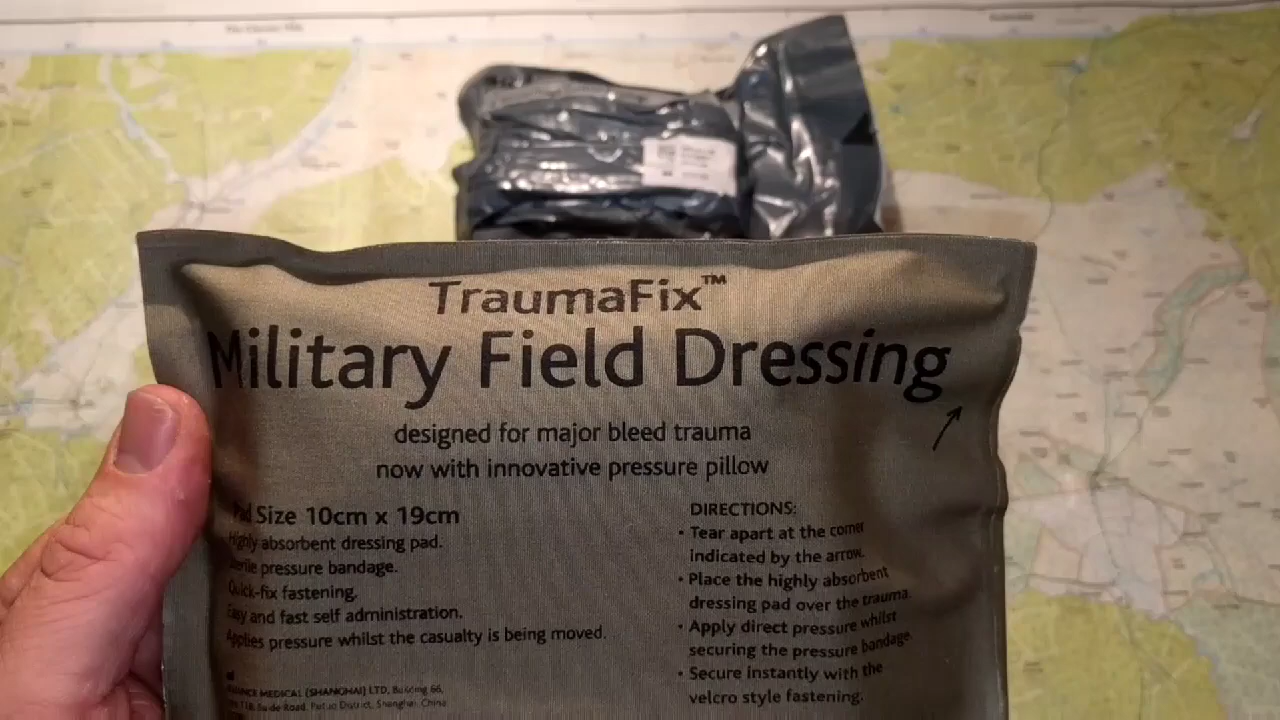 TraumaFix™
Military Field Dressing
designed for major bleed trauma
now with innovative pressure pillow
Pad Size 10cm x 19cm
Highly absorbent dressing pad.
Sterile pressure bandage.
Quick-fix fastening.
Easy and fast self administration.
Applies pressure whilst the casualty is being moved.
MEDICAL (SHANGHAI) LTD, Building 66,
Road, Putuo District, Shanghai, China
DIRECTIONS:
• Tear apart at the corner
indicated by the arrow.
• Place the highly absorbent
dressing pad over the trauma.
• Apply direct pressure whilst
securing the pressure bandage.
• Secure instantly with the
velcro style fastening.